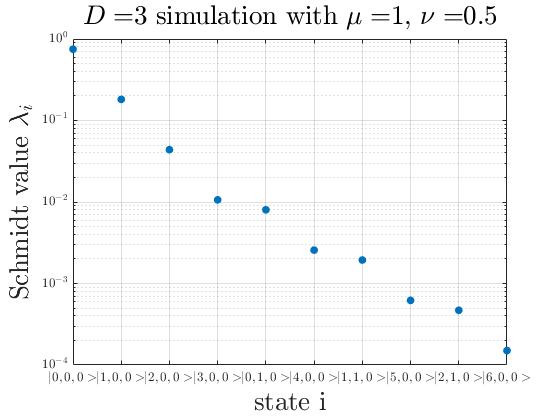 D =3 simulation with μ =1, ν =0.5
Schmidt value λ_i
10^0
10^-1
10^-2
10^-3
10^-4
|0,0,0 >|1,0,0 >|2,0,0 >|3,0,0 >|0,1,0 >|4,0,0 >|1,1,0 >|5,0,0 >|2,1,0 >|6,0,0 >
state i